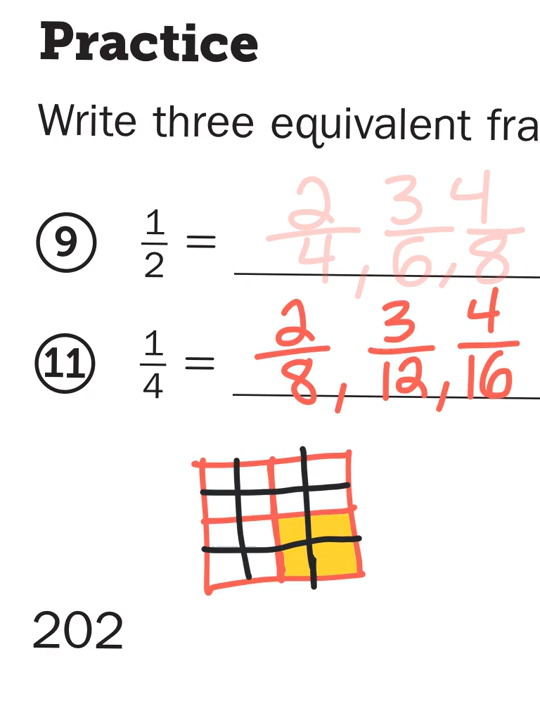 Practice
Write three equivalent fra
9 1/2 = 2/4, 3/6, 4/8
11 1/4 = 2/8, 3/12, 4/16
202